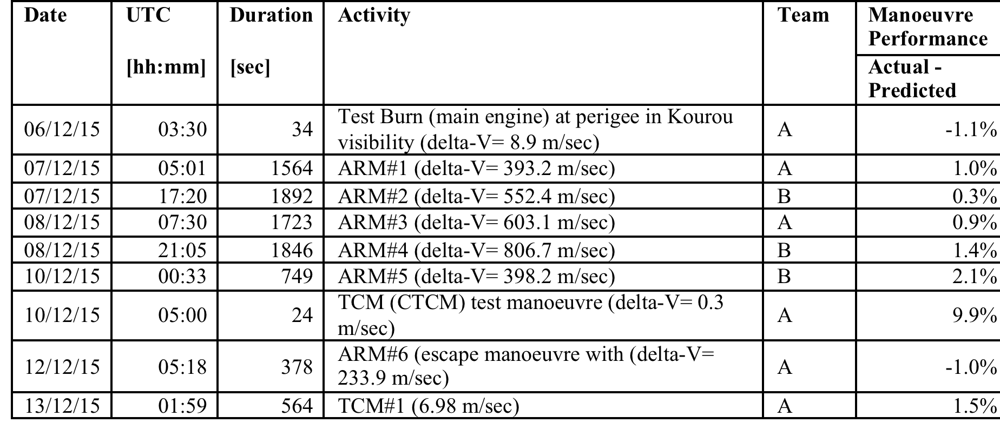 Date UTC Duration Activity Team Manoeuvre
Performance
[hh:mm] [sec] Actual -
Predicted
06/12/15 03:30 34 Test Burn (main engine) at perigee in Kourou
visibility (delta-V= 8.9 m/sec) A -1.1%
07/12/15 05:01 1564 ARM#1 (delta-V= 393.2 m/sec) A 1.0%
07/12/15 17:20 1892 ARM#2 (delta-V= 552.4 m/sec) B 0.3%
08/12/15 07:30 1723 ARM#3 (delta-V= 603.1 m/sec) A 0.9%
08/12/15 21:05 1846 ARM#4 (delta-V= 806.7 m/sec) B 1.4%
10/12/15 00:33 749 ARM#5 (delta-V= 398.2 m/sec) B 2.1%
10/12/15 05:00 24 TCM (CTCM) test manoeuvre (delta-V= 0.3
m/sec) A 9.9%
12/12/15 05:18 378 ARM#6 (escape manoeuvre with (delta-V=
233.9 m/sec) A -1.0%
13/12/15 01:59 564 TCM#1 (6.98 m/sec) A 1.5%